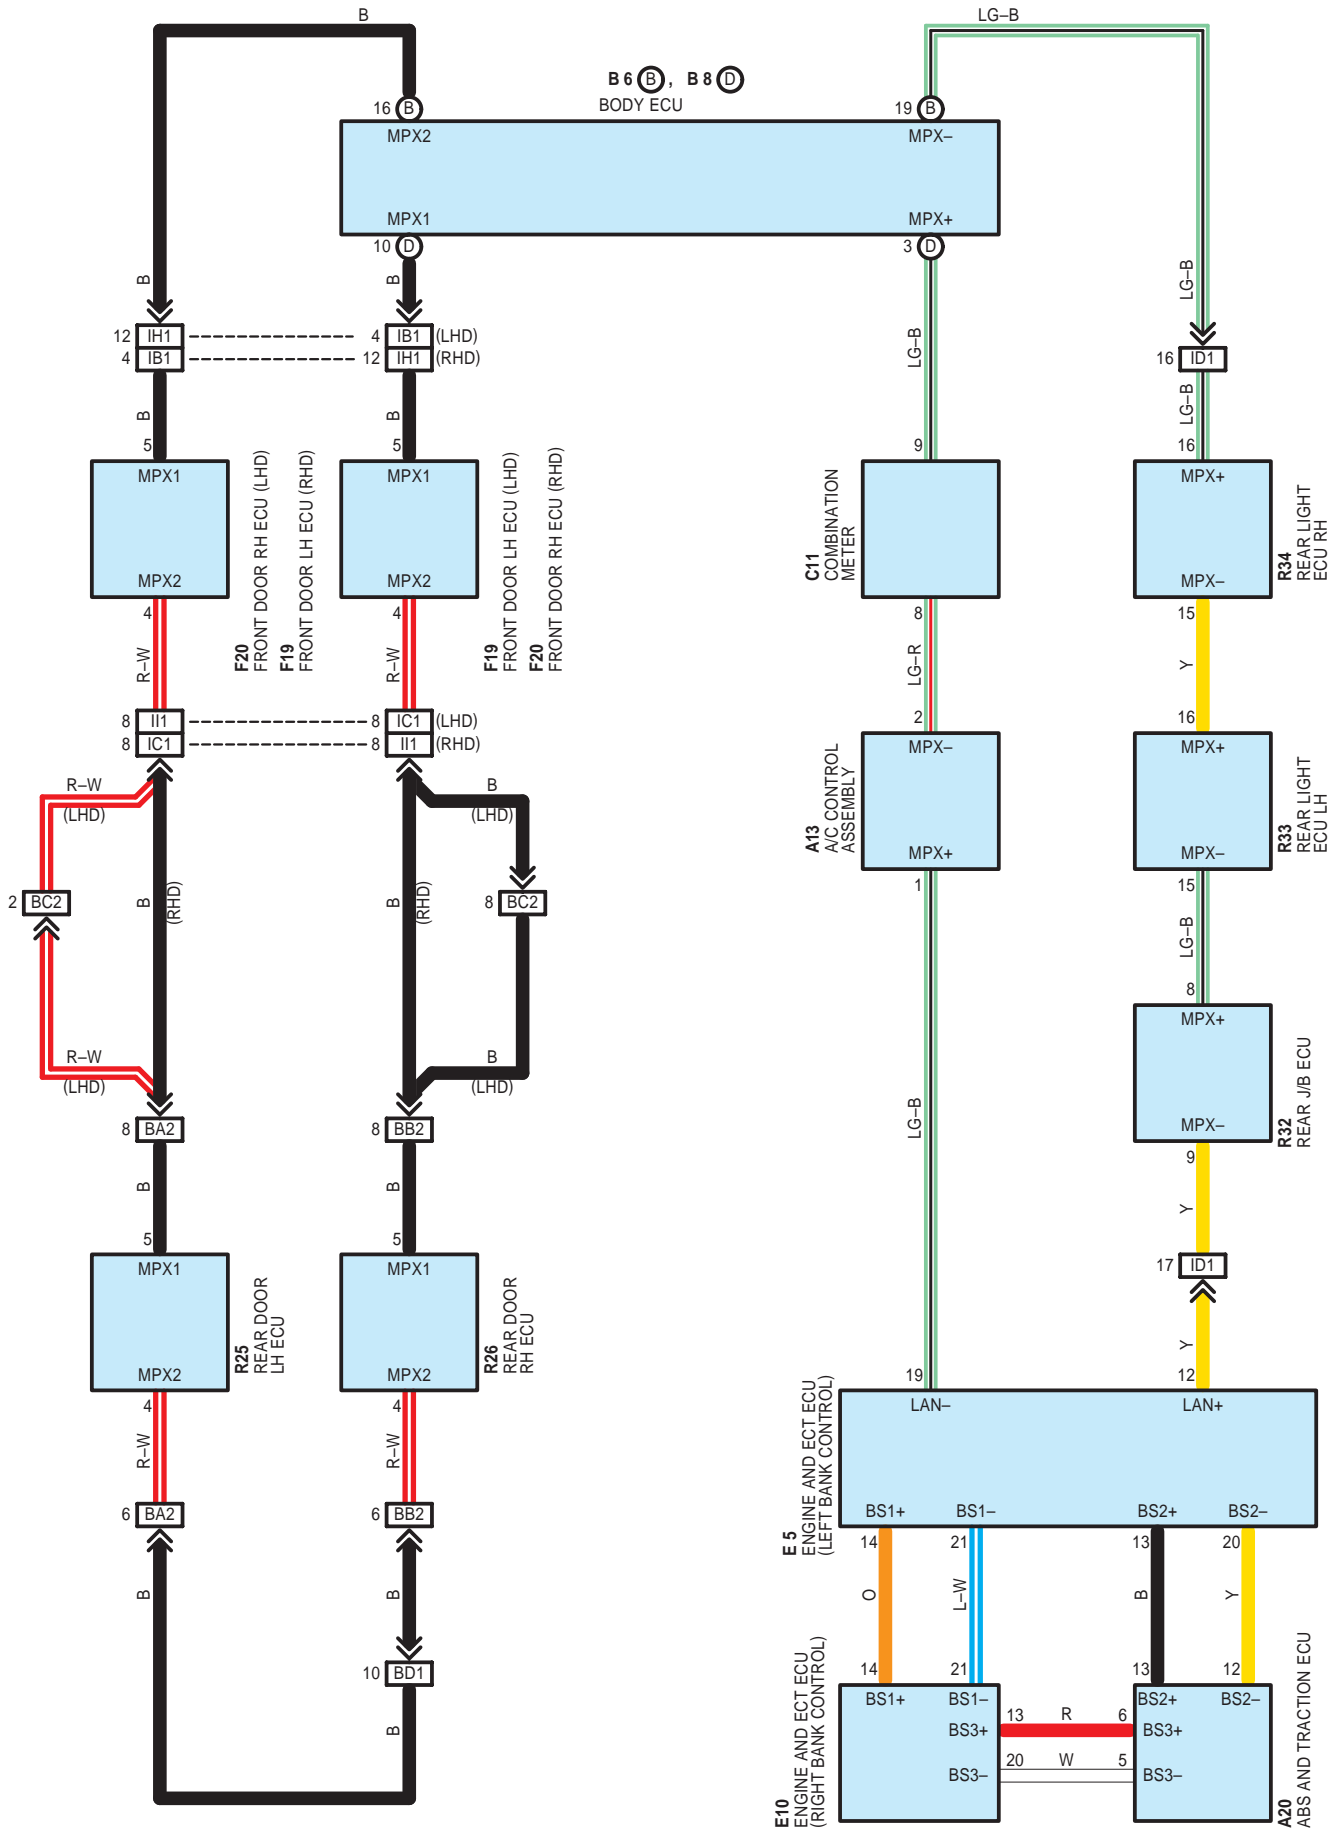 B
LG–B
B 6 B , B 8 D
BODY ECU
16 B
19 B
MPX2
MPX–
MPX1
MPX+
10 D
3 D
B
B
LG–B
LG–B
12 IH1
4 IB1 (LHD)
4 IB1
12 IH1 (RHD)
16 ID1
B
B
LG–B
5
5
9
16
MPX1
MPX2
F20
FRONT DOOR RH ECU (LHD)
F19
FRONT DOOR LH ECU (RHD)
MPX1
MPX2
F19
FRONT DOOR LH ECU (LHD)
F20
FRONT DOOR RH ECU (RHD)
C11
COMBINATION
METER
MPX+
MPX–
R34
REAR LIGHT
ECU RH
4
4
8
15
R–W
R–W
LG–R
Y
8 II1
8 IC1 (LHD)
8 IC1
8 II1 (RHD)
2
16
MPX–
MPX+
A13
A/C CONTROL
ASSEMBLY
MPX+
MPX–
R33
REAR LIGHT
ECU LH
R–W
(LHD)
B
(LHD)
2 BC2
B
(RHD)
B
(RHD)
8 BC2
1
15
LG–B
8
R–W
(LHD)
B
(LHD)
MPX+
MPX–
R32
REAR J/B ECU
LG–B
8 BA2
8 BB2
9
B
B
Y
5
5
17 ID1
MPX1
MPX2
R25
REAR DOOR
LH ECU
MPX1
MPX2
R26
REAR DOOR
RH ECU
Y
19
12
4
4
LAN–
LAN+
R–W
R–W
6 BA2
6 BB2
BS1+
BS1–
BS2+
BS2–
E 5
ENGINE AND ECT ECU
(LEFT BANK CONTROL)
14
21
13
20
B
B
O
L–W
B
Y
10 BD1
14
21
13
12
BS1+
BS1–
BS2+
BS2–
B
BS3+
13
R
6
BS3+
BS3–
20
W
5
BS3–
E10
ENGINE AND ECT ECU
(RIGHT BANK CONTROL)
A20
ABS AND TRACTION ECU